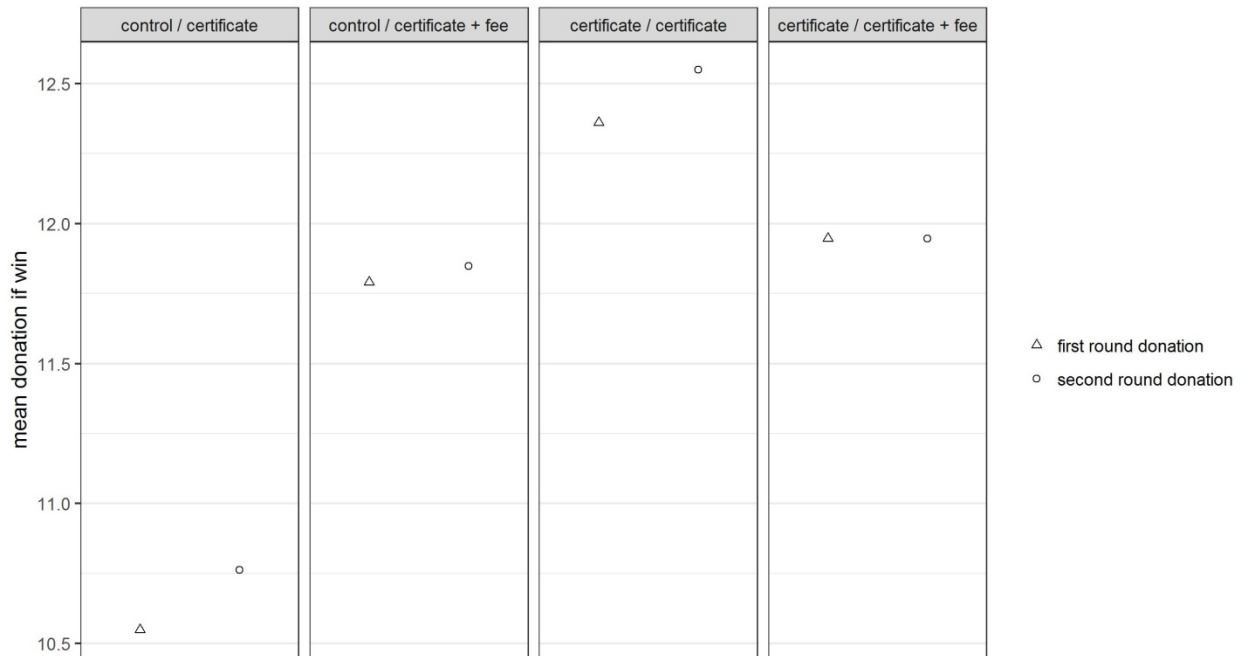 control / certificate
control / certificate + fee
certificate / certificate
certificate / certificate + fee
mean donation if win
12.5
12.0
11.5
11.0
10.5
first round donation
second round donation